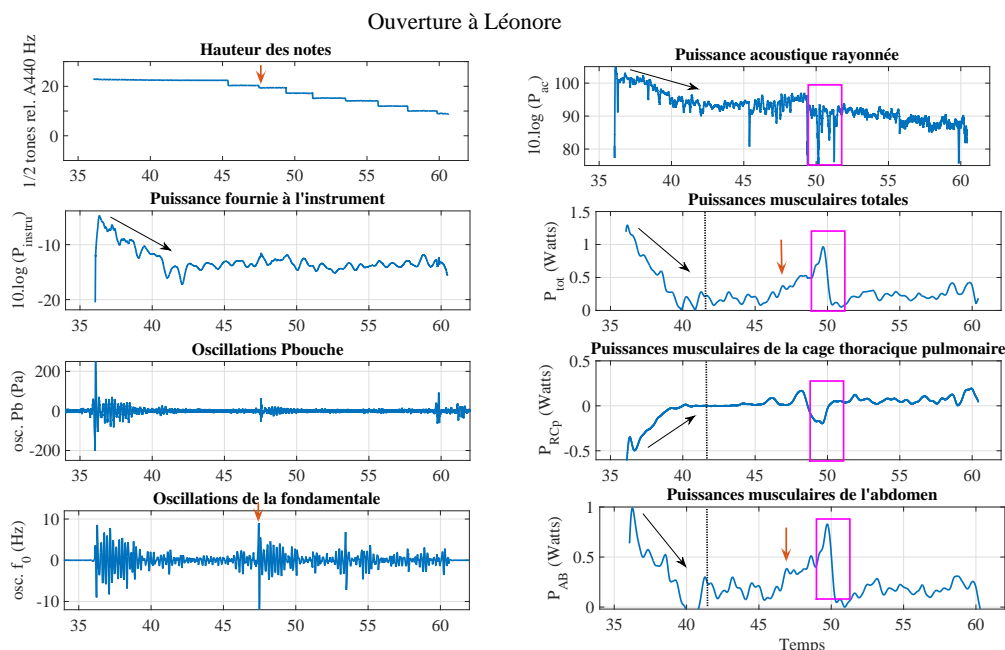 Ouverture à Léonore
Hauteur des notes
1/2 tones rel. A440 Hz
20
0
35 40 45 50 55 60
Puissance fournie à l'instrument
10.log (P_instru)
-10
-20
35 40 45 50 55 60
Oscillations Pbouche
osc. Pb (Pa)
200
0
-200
35 40 45 50 55 60
Oscillations de la fondamentale
osc. f_0 (Hz)
10
0
-10
35 40 45 50 55 60
Puissance acoustique rayonnée
10.log (P_ac)
100
90
80
35 40 45 50 55 60
Puissances musculaires totales
P_tot (Watts)
1.5
1
0.5
0
35 40 45 50 55 60
Puissances musculaires de la cage thoracique pulmonaire
P_RCp (Watts)
0.5
0
-0.5
35 40 45 50 55 60
Puissances musculaires de l'abdomen
P_AB (Watts)
1
0.5
0
35 40 45 50 55 60
Temps